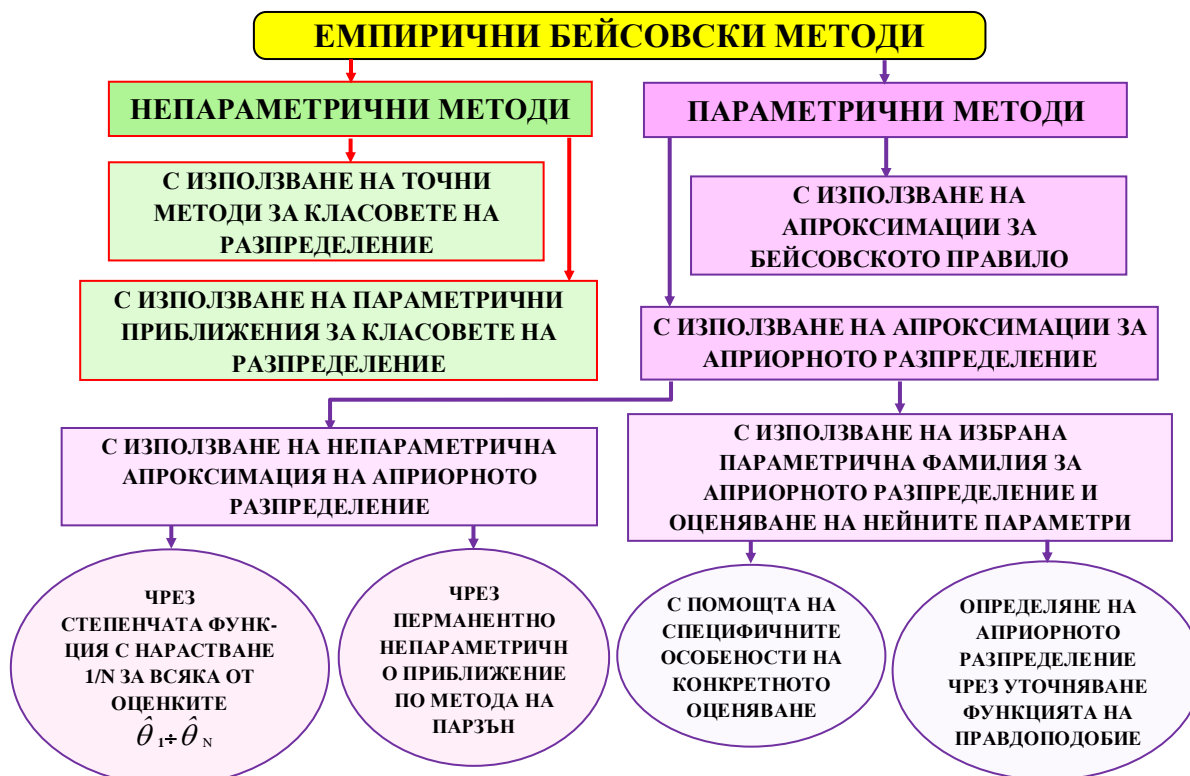 ЕМПИРИЧНИ БЕЙСОВСКИ МЕТОДИ
НЕПАРАМЕТРИЧНИ МЕТОДИ
ПАРАМЕТРИЧНИ МЕТОДИ
С ИЗПОЛЗВАНЕ НА ТОЧНИ
МЕТОДИ ЗА КЛАСОВЕТЕ НА
РАЗПРЕДЕЛЕНИЕ
С ИЗПОЛЗВАНЕ НА
АПРОКСИМАЦИИ ЗА
БЕЙСОВСКОТО ПРАВИЛО
С ИЗПОЛЗВАНЕ НА ПАРАМЕТРИЧНИ
ПРИБЛИЖЕНИЯ ЗА КЛАСОВЕТЕ НА
РАЗПРЕДЕЛЕНИЕ
С ИЗПОЛЗВАНЕ НА АПРОКСИМАЦИИ ЗА
АПРИОРНОТО РАЗПРЕДЕЛЕНИЕ
С ИЗПОЛЗВАНЕ НА НЕПАРАМЕТРИЧНА
АПРОКСИМАЦИЯ НА АПРИОРНОТО
РАЗПРЕДЕЛЕНИЕ
С ИЗПОЛЗВАНЕ НА ИЗБРАНА
ПАРАМЕТРИЧНА ФАМИЛИЯ ЗА
АПРИОРНОТО РАЗПРЕДЕЛЕНИЕ И
ОЦЕНЯВАНЕ НА НЕЙНИТЕ ПАРАМЕТРИ
ЧРЕЗ
СТЕПЕНЧАТА ФУНК-
ЦИЯ С НАРАСТВАНЕ
1/N ЗА ВСЯКА ОТ
ОЦЕНКИТЕ
θ̂ 1÷ θ̂ N
ЧРЕЗ
ПЕРМАНЕНТНО
НЕПАРАМЕТРИЧН
О ПРИБЛИЖЕНИЕ
ПО МЕТОДА НА
ПАРЗЪН
С ПОМОЩТА НА
СПЕЦИФИЧНИТЕ
ОСОБЕНОСТИ НА
КОНКРЕТНОТО
ОЦЕНЯВАНЕ
ОПРЕДЕЛЯНЕ НА
АПРИОРНОТО
РАЗПРЕДЕЛЕНИЕ
ЧРЕЗ УТОЧНЯВАНЕ
ФУНКЦИЯТА НА
ПРАВДОПОДОБИЕ